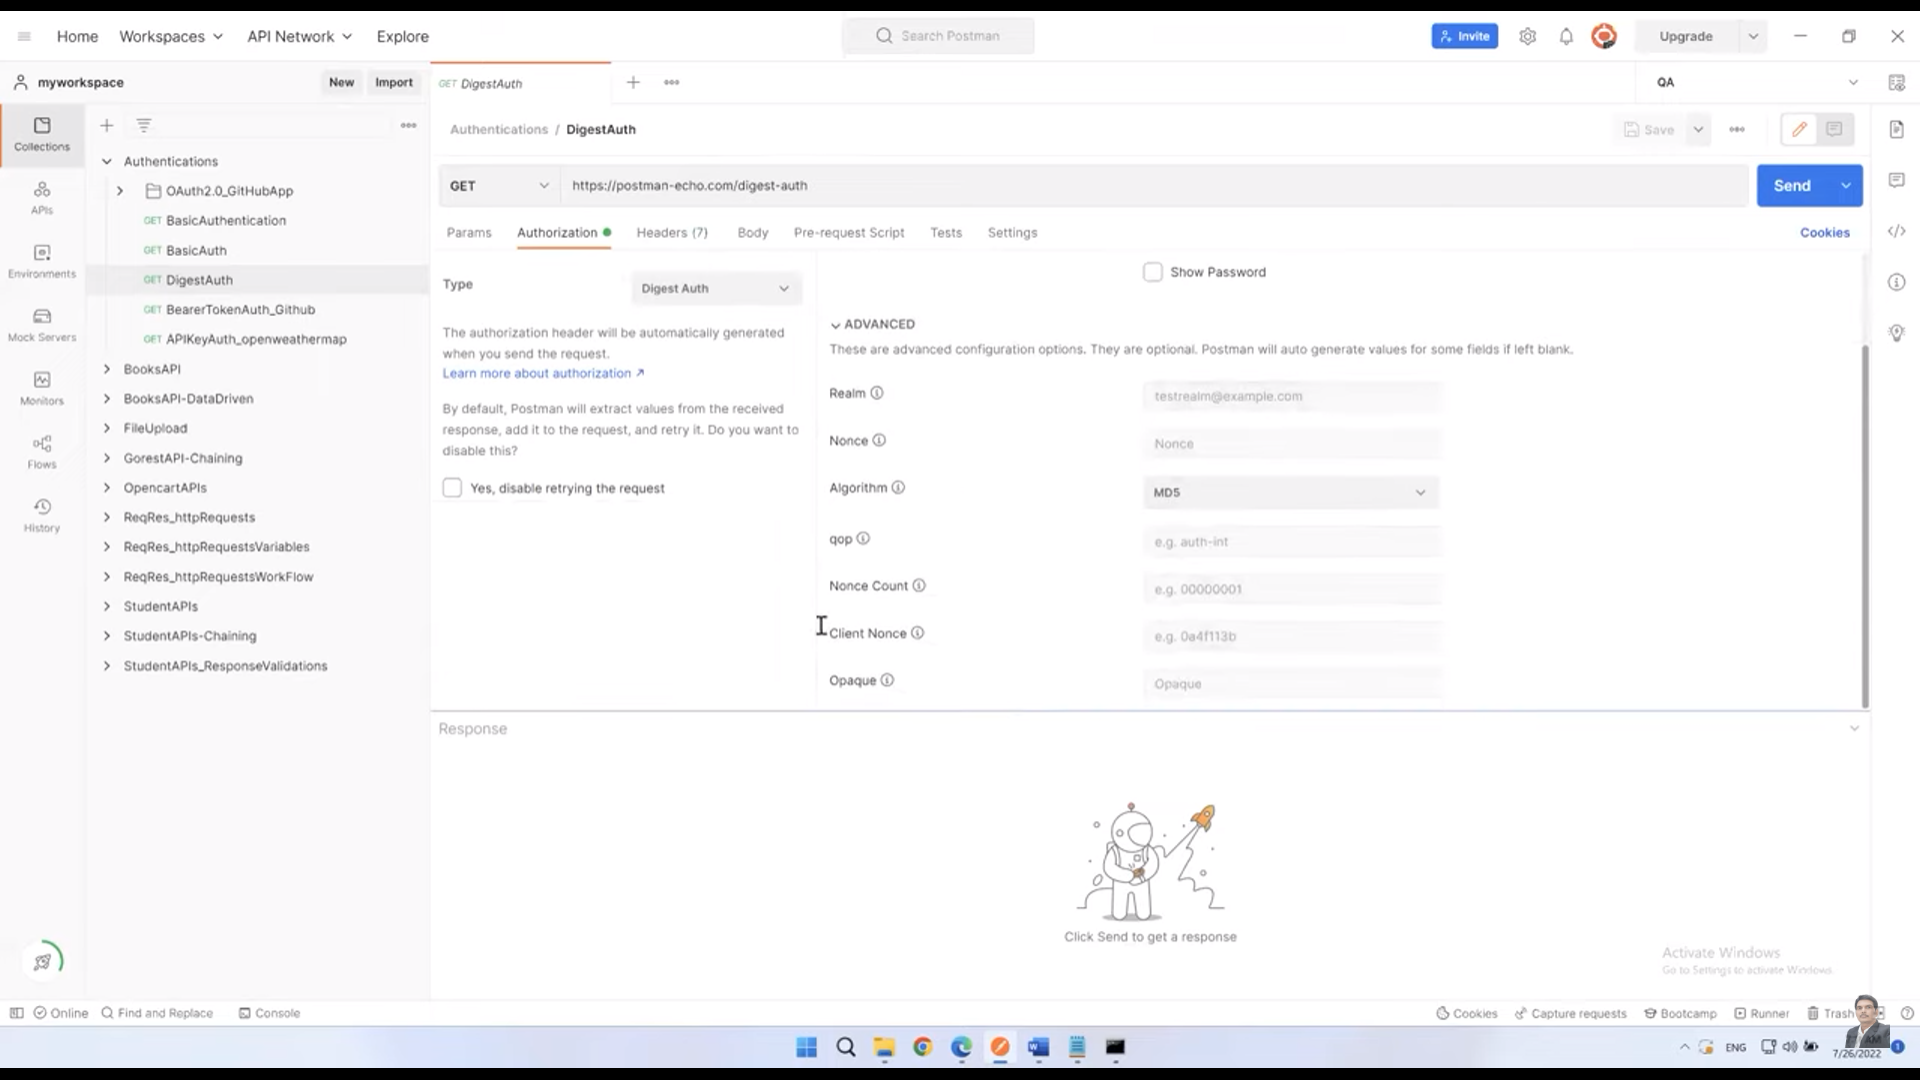 Home
Workspaces
API Network
Explore
Search Postman
Invite
Upgrade
myworkspace
New
Import
GET DigestAuth
QA
Collections
APIs
Environments
Mock Servers
Monitors
Flows
History
Authentications
OAuth2.0_GitHubApp
GET BasicAuthentication
GET BasicAuth
GET DigestAuth
GET BearerTokenAuth_Github
GET APIKeyAuth_openweathermap
BooksAPI
BooksAPI-DataDriven
FileUpload
GorestAPI-Chaining
OpencartAPIs
ReqRes_httpRequests
ReqRes_httpRequestsVariables
ReqRes_httpRequestsWorkFlow
StudentAPIs
StudentAPIs-Chaining
StudentAPIs_ResponseValidations
Authentications / DigestAuth
Save
GET
https://postman-echo.com/digest-auth
Send
Params
Authorization
Headers (7)
Body
Pre-request Script
Tests
Settings
Cookies
Type
Digest Auth
The authorization header will be automatically generated
when you send the request.
Learn more about authorization ↗
By default, Postman will extract values from the received
response, add it to the request, and retry it. Do you want to
disable this?
Yes, disable retrying the request
Show Password
ADVANCED
These are advanced configuration options. They are optional. Postman will auto generate values for some fields if left blank.
Realm
testrealm@example.com
Nonce
Nonce
Algorithm
MD5
qop
e.g. auth-int
Nonce Count
e.g. 00000001
Client Nonce
e.g. 0a4f113b
Opaque
Opaque
Response
Click Send to get a response
Activate Windows
Go to Settings to activate Windows.
Online
Find and Replace
Console
Cookies
Capture requests
Bootcamp
Runner
Trash
ENG
7/26/2022
1